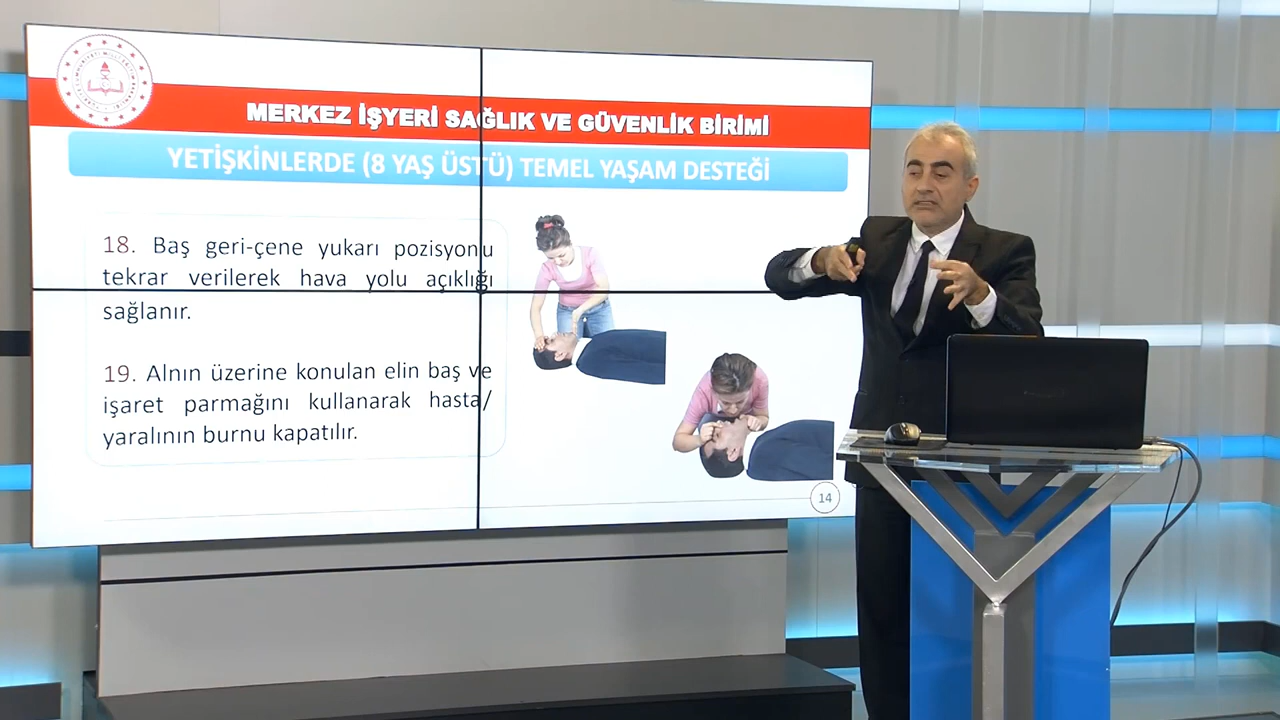 MERKEZ İŞYERİ SAĞLIK VE GÜVENLİK BİRİMİ
YETİŞKİNLERDE (8 YAŞ ÜSTÜ) TEMEL YAŞAM DESTEĞİ
18. Baş geri-çene yukarı pozisyonu
tekrar verilerek hava yolu açıklığı
sağlanır.
19. Alnın üzerine konulan elin baş ve
işaret parmağını kullanarak hasta/
yaralının burnu kapatılır.
14